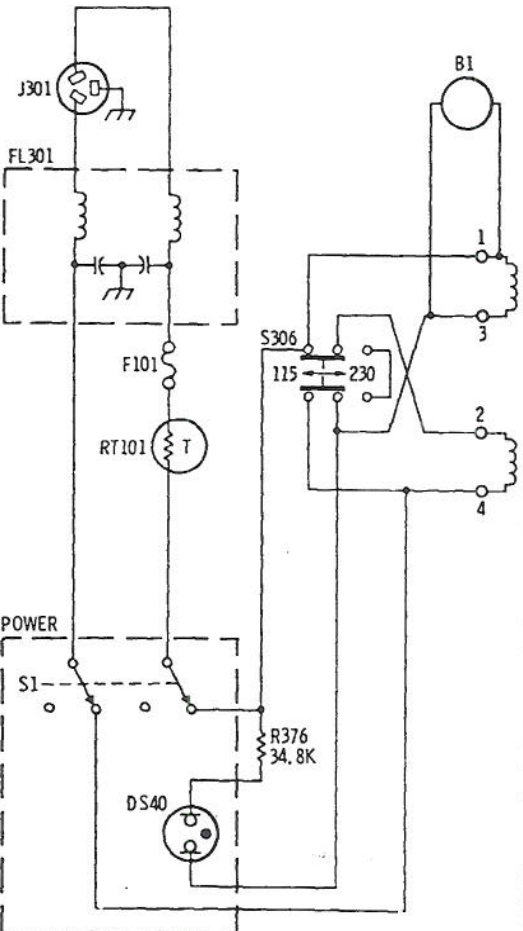 J301
FL301
F101
RT101
T
POWER
S1
B1
1
3
S306
115 230
2
4
R376
34.8K
DS40